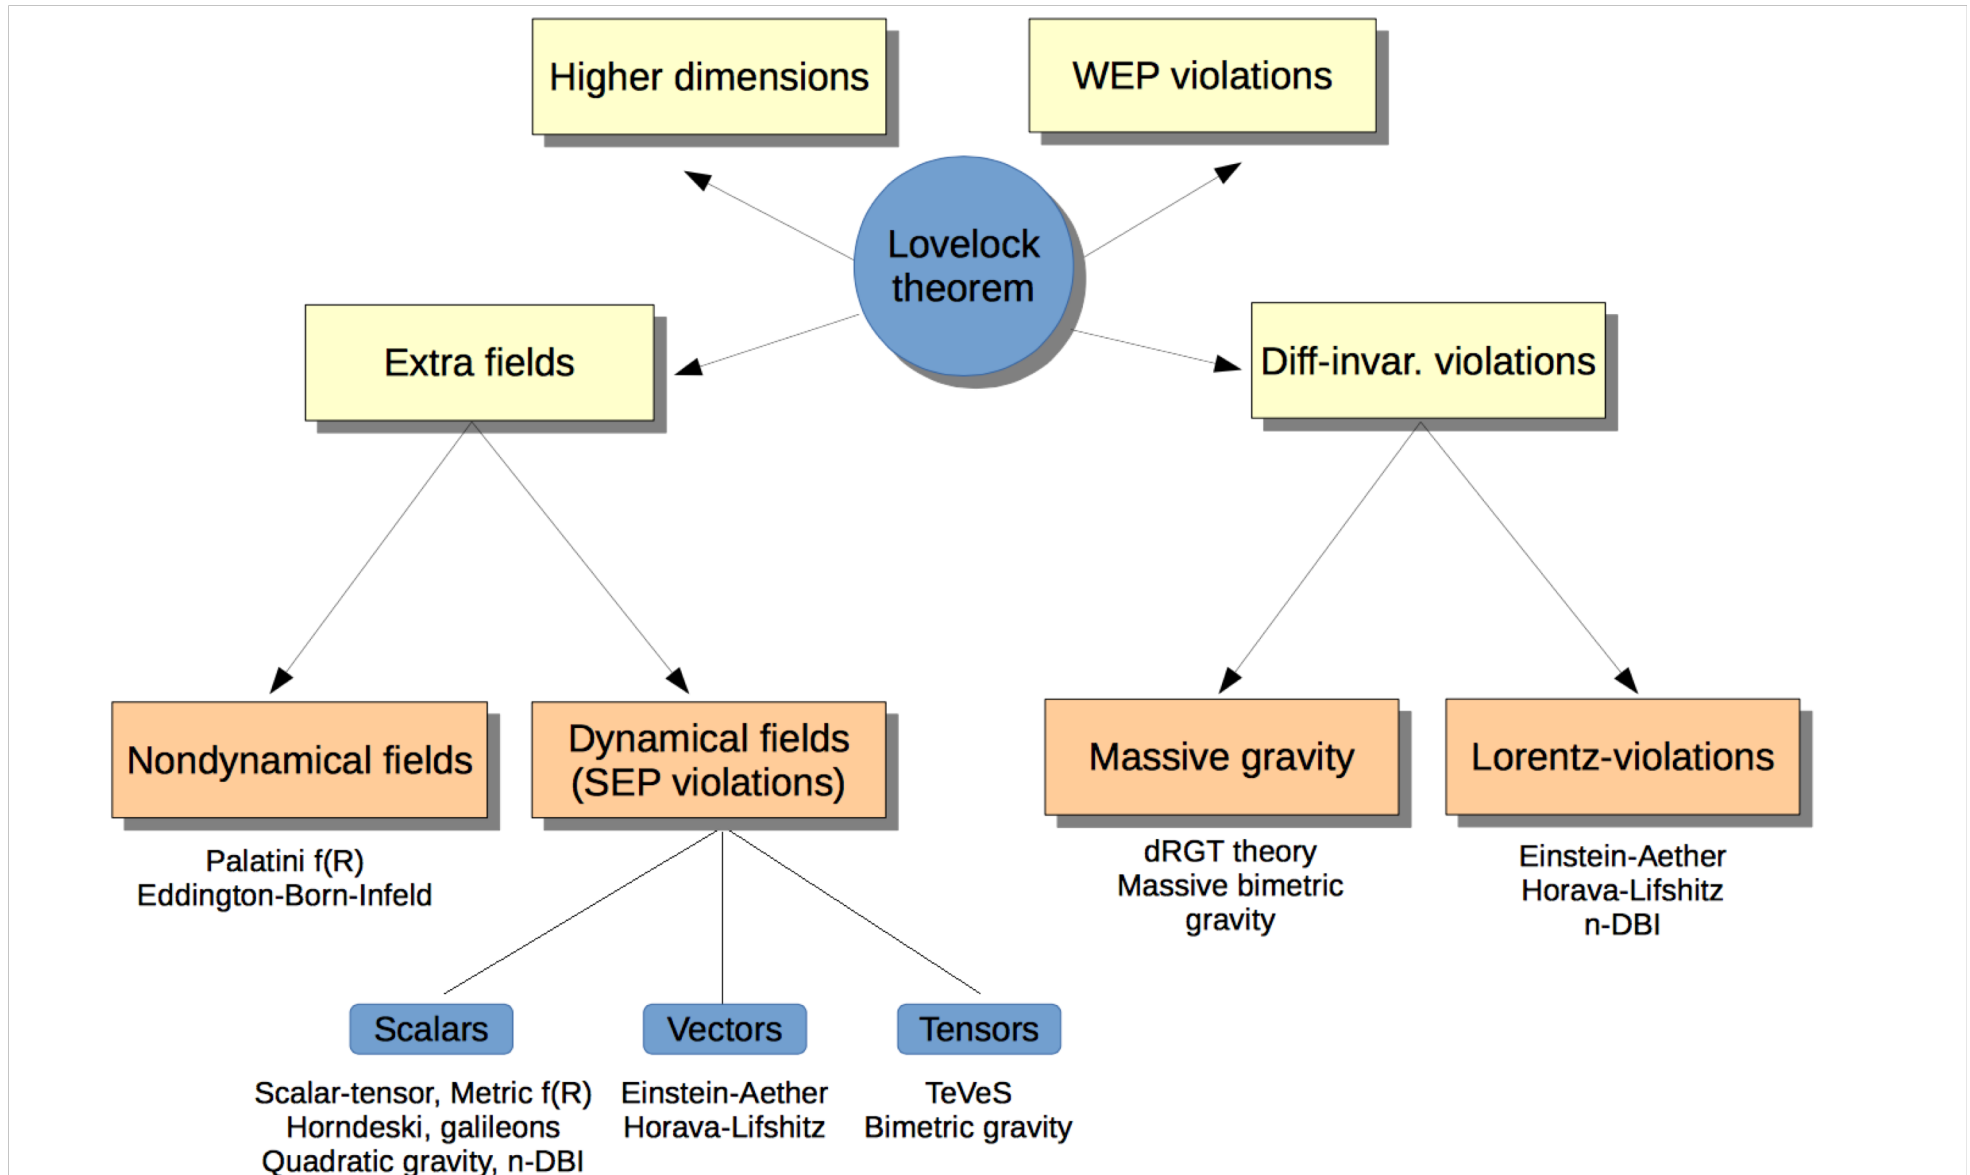 Higher dimensions
WEP violations
Lovelock
theorem
Extra fields
Diff-invar. violations
Nondynamical fields
Dynamical fields
(SEP violations)
Massive gravity
Lorentz-violations
Palatini f(R)
Eddington-Born-Infeld
dRGT theory
Massive bimetric
gravity
Einstein-Aether
Horava-Lifshitz
n-DBI
Scalars
Vectors
Tensors
Scalar-tensor, Metric f(R)
Horndeski, galileons
Quadratic gravity, n-DBI
Einstein-Aether
Horava-Lifshitz
TeVeS
Bimetric gravity